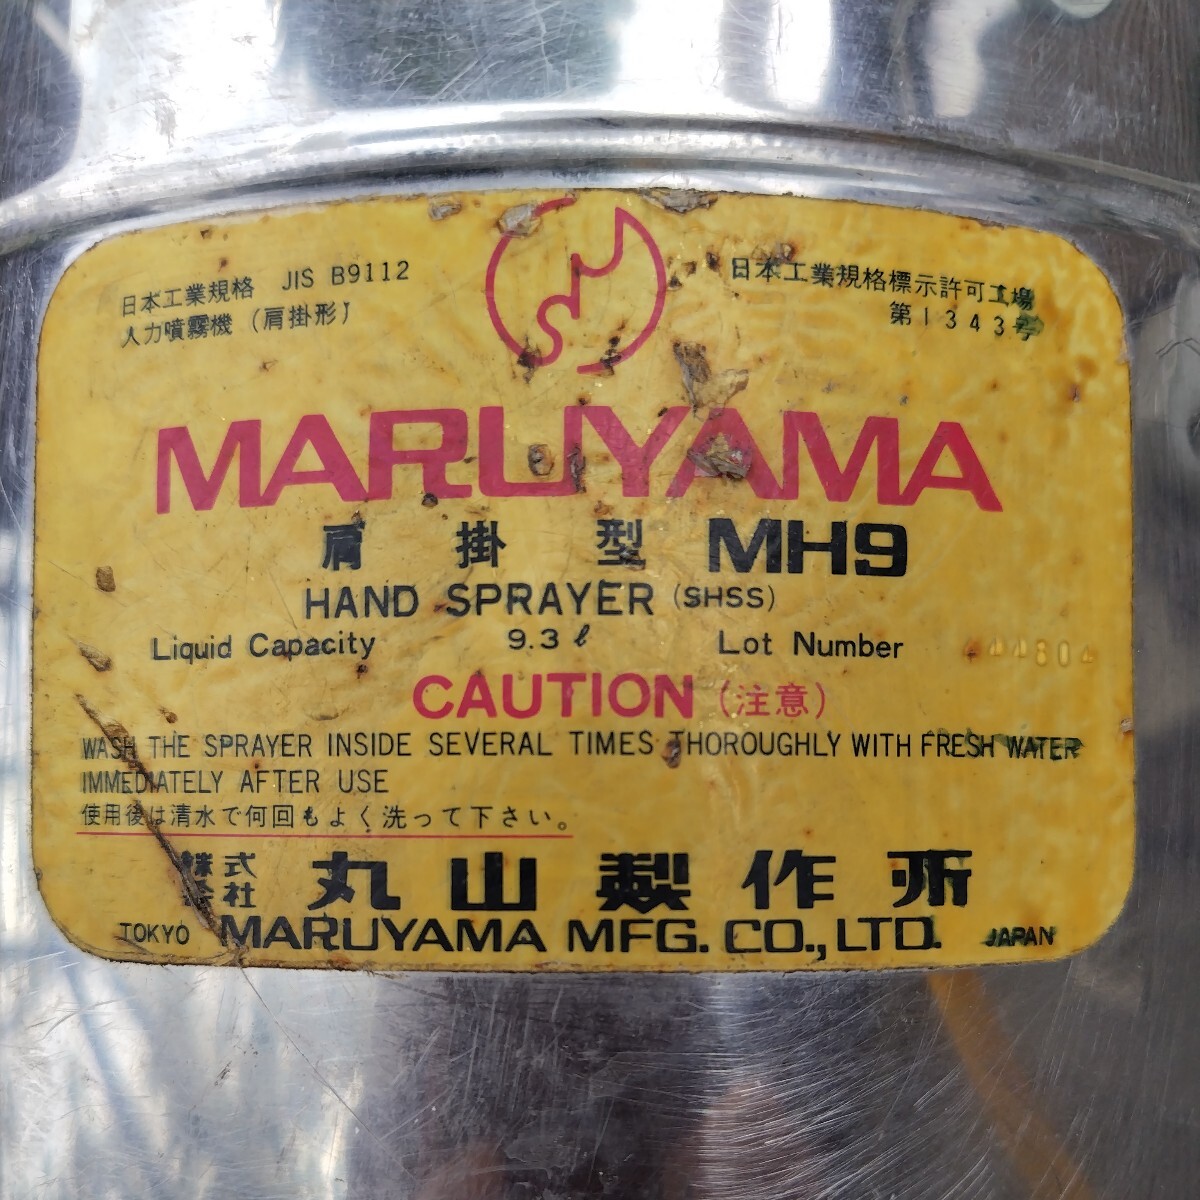 日本工業規格 JIS B9112
人力噴霧機 (肩掛形)
日本工業規格標示許可工場
第1343号
MARUYAMA
肩掛型 MH9
HAND SPRAYER (SHSS)
Liquid Capacity 9.3ℓ Lot Number
CAUTION (注意)
WASH THE SPRAYER INSIDE SEVERAL TIMES THOROUGHLY WITH FRESH WATER
IMMEDIATELY AFTER USE
使用後は清水で何回もよく洗って下さい。
株式会社 丸山製作所
TOKYO MARUYAMA MFG. CO., LTD. JAPAN